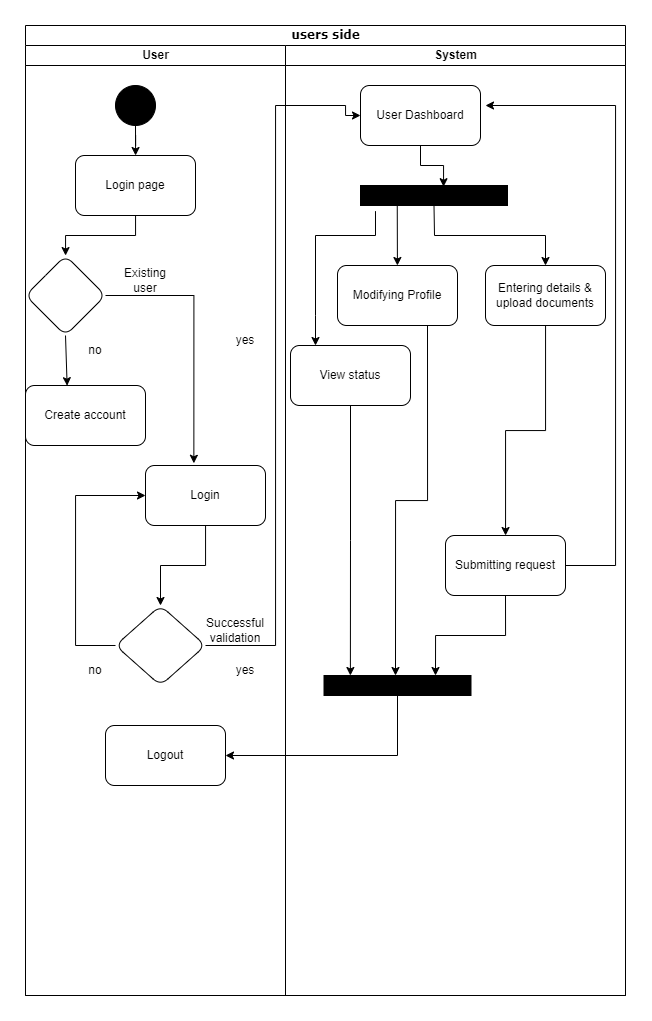 users side
User
System
User Dashboard
Login page
Existing
user
Modifying Profile
Entering details &
upload documents
yes
no
View status
Create account
Login
Submitting request
Successful
validation
no
yes
Logout